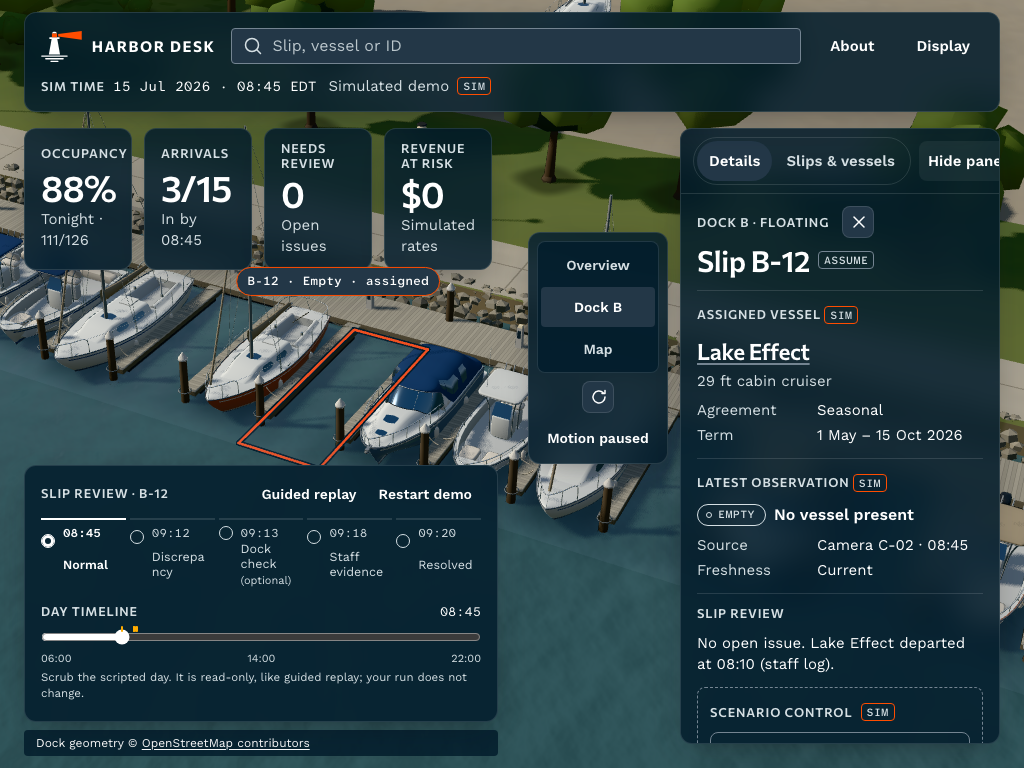 HARBOR DESK
Slip, vessel or ID
About
Display
SIM TIME 15 Jul 2026 · 08:45 EDT Simulated demo SIM
OCCUPANCY
88%
Tonight ·
111/126
ARRIVALS
3/15
In by
08:45
NEEDS
REVIEW
0
Open
issues
REVENUE
AT RISK
$0
Simulated
rates
B-12 · Empty · assigned
Overview
Dock B
Map
Motion paused
SLIP REVIEW · B-12
Guided replay
Restart demo
08:45
Normal
09:12
Discrepa
ncy
09:13
Dock
check
(optional)
09:18
Staff
evidence
09:20
Resolved
DAY TIMELINE
08:45
06:00
14:00
22:00
Scrub the scripted day. It is read-only, like guided replay; your run does not
change.
Dock geometry © OpenStreetMap contributors
Details
Slips & vessels
Hide pane
DOCK B · FLOATING
Slip B-12 ASSUME
ASSIGNED VESSEL SIM
Lake Effect
29 ft cabin cruiser
Agreement Seasonal
Term 1 May – 15 Oct 2026
LATEST OBSERVATION SIM
EMPTY No vessel present
Source Camera C-02 · 08:45
Freshness Current
SLIP REVIEW
No open issue. Lake Effect departed
at 08:10 (staff log).
SCENARIO CONTROL SIM